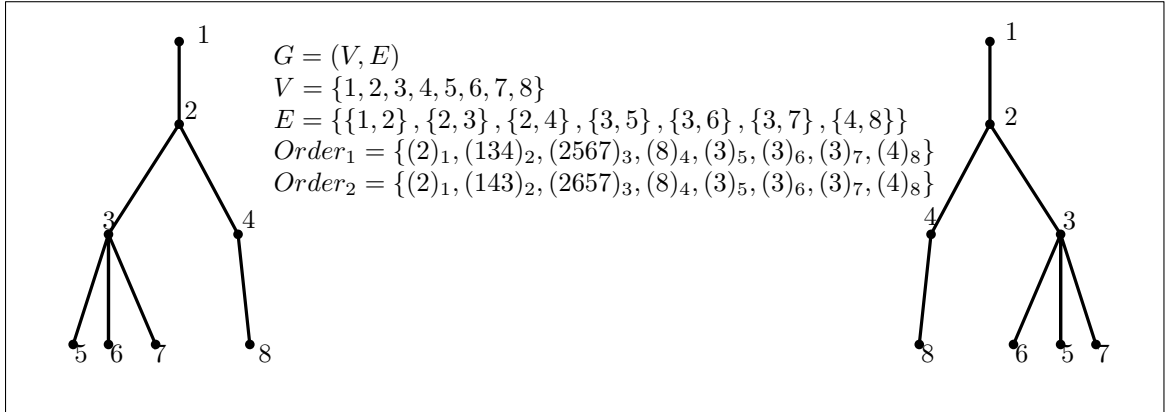 1
G = (V, E)
V = {1, 2, 3, 4, 5, 6, 7, 8}
E = {{1, 2} , {2, 3} , {2, 4} , {3, 5} , {3, 6} , {3, 7} , {4, 8}}
Order₁ = {(2)₁, (134)₂, (2567)₃, (8)₄, (3)₅, (3)₆, (3)₇, (4)₈}
Order₂ = {(2)₁, (143)₂, (2657)₃, (8)₄, (3)₅, (3)₆, (3)₇, (4)₈}
1
2
2
3 4
4 3
5 6 7 8
8 6 5 7